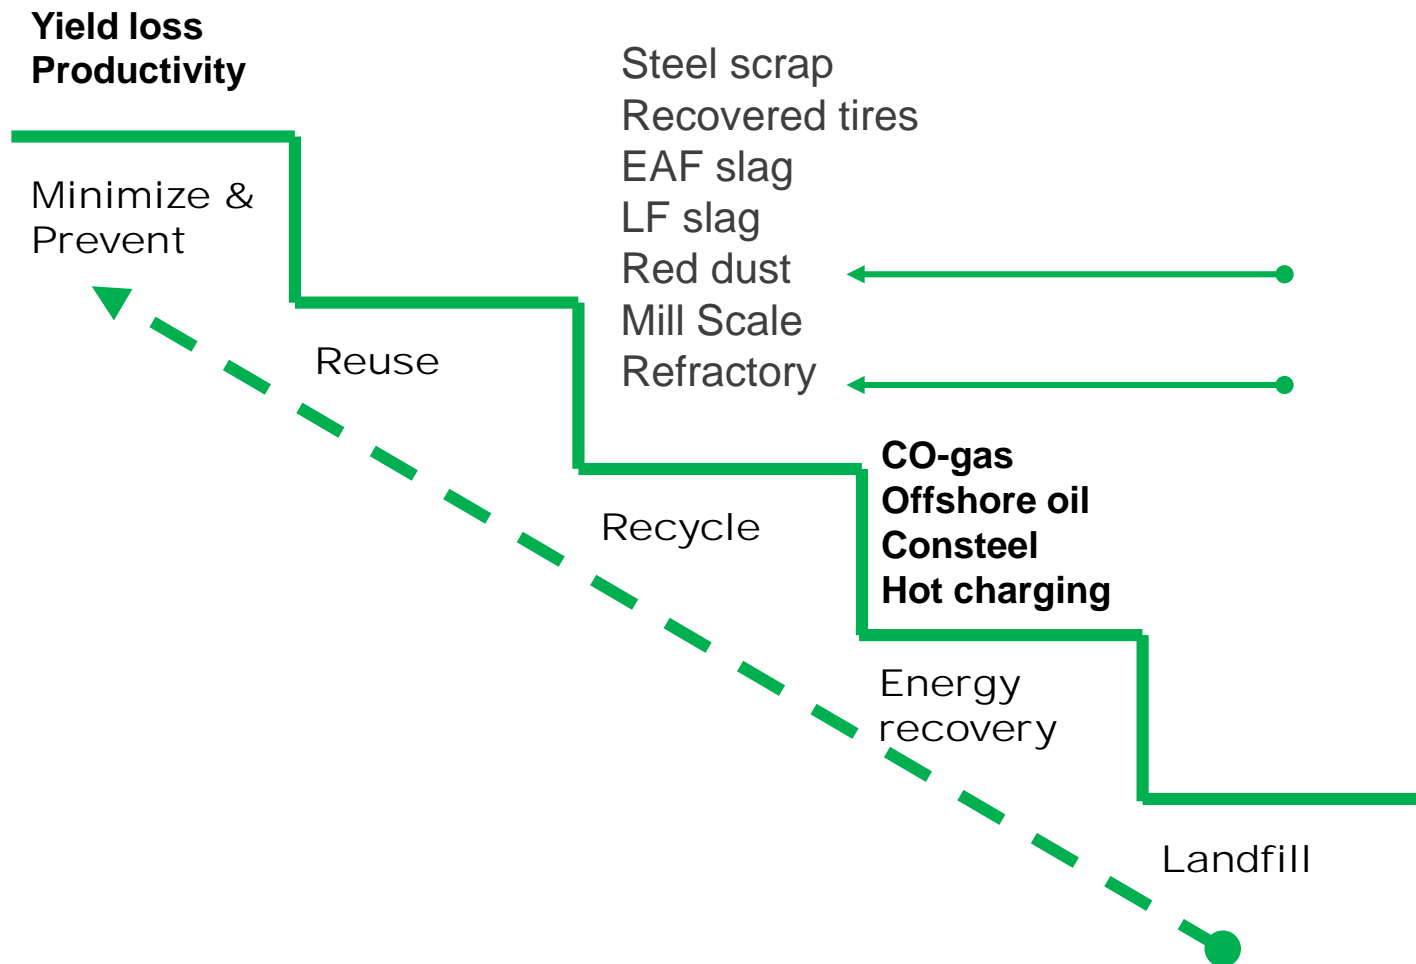 Yield loss
Productivity
Steel scrap
Recovered tires
EAF slag
LF slag
Red dust
Mill Scale
Refractory
Minimize &
Prevent
Reuse
Recycle
CO-gas
Offshore oil
Consteel
Hot charging
Energy
recovery
Landfill